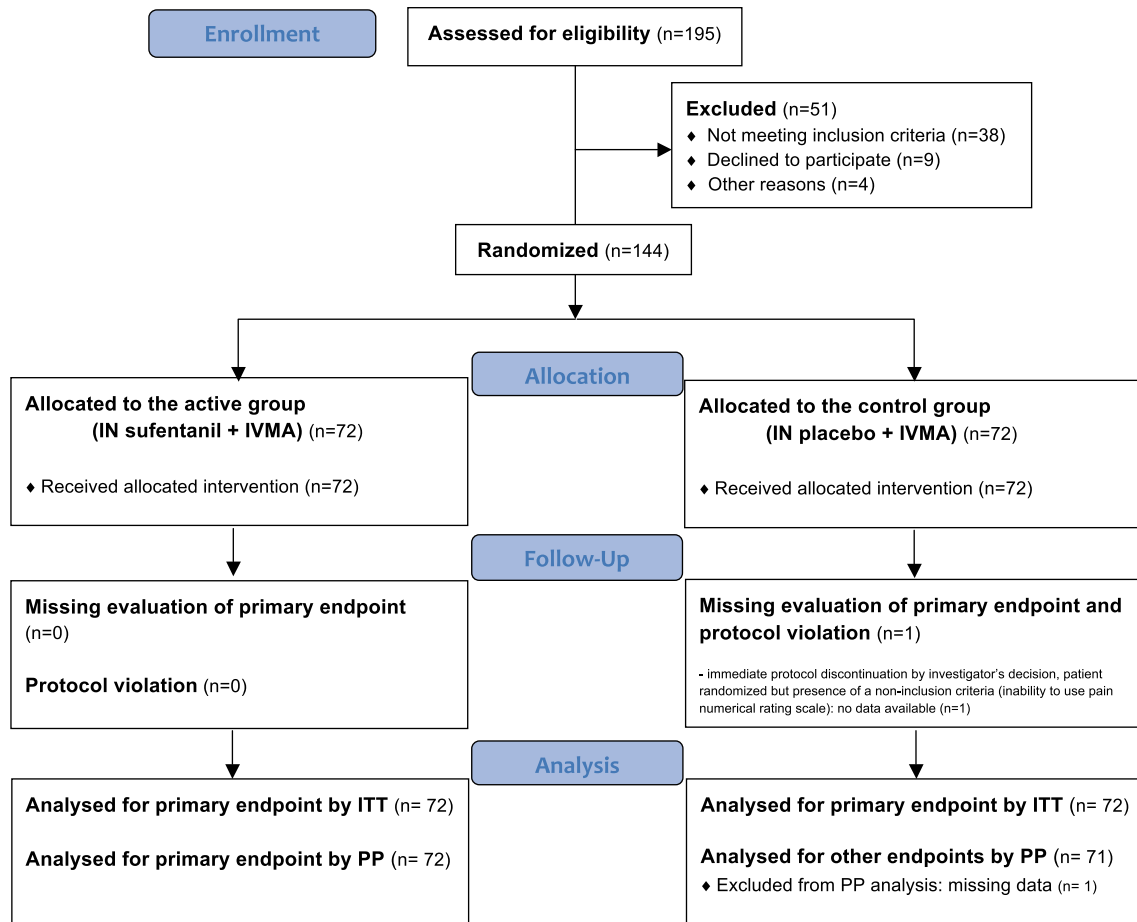 Enrollment
Assessed for eligibility (n=195)
Excluded (n=51)
♦ Not meeting inclusion criteria (n=38)
♦ Declined to participate (n=9)
♦ Other reasons (n=4)
Randomized (n=144)
Allocation
Allocated to the active group
(IN sufentanil + IVMA) (n=72)
♦ Received allocated intervention (n=72)
Allocated to the control group
(IN placebo + IVMA) (n=72)
♦ Received allocated intervention (n=72)
Follow-Up
Missing evaluation of primary endpoint
(n=0)
Protocol violation (n=0)
Missing evaluation of primary endpoint and
protocol violation (n=1)
- immediate protocol discontinuation by investigator's decision, patient
randomized but presence of a non-inclusion criteria (inability to use pain
numerical rating scale): no data available (n=1)
Analysis
Analysed for primary endpoint by ITT (n= 72)
Analysed for primary endpoint by PP (n= 72)
Analysed for primary endpoint by ITT (n= 72)
Analysed for other endpoints by PP (n= 71)
♦ Excluded from PP analysis: missing data (n= 1)